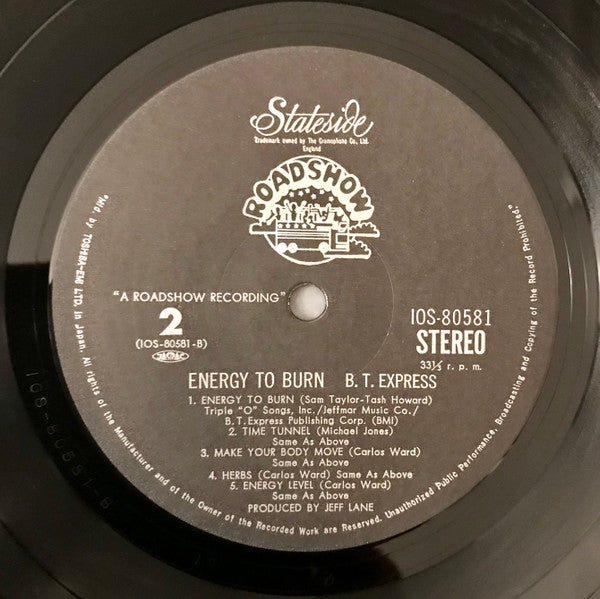 Stateside
Trademark owned by The Gramophone Co., Ltd.
England
ROADSHOW
"A ROADSHOW RECORDING"
2
(IOS-80581-B)
JASRAC
IOS-80581
STEREO
33⅓ r. p. m.
ENERGY TO BURN B. T. EXPRESS
1. ENERGY TO BURN (Sam Taylor-Tash Howard)
Triple "O" Songs, Inc./Jeffmar Music Co./
B. T. Express Publishing Corp. (BMI)
2. TIME TUNNEL (Michael Jones)
Same As Above
3. MAKE YOUR BODY MOVE (Carlos Ward)
Same As Above
4. HERBS (Carlos Ward) Same As Above
5. ENERGY LEVEL (Carlos Ward)
Same As Above
PRODUCED BY JEFF LANE
"Mfd. by TOSHIBA-EMI LTD. in Japan. All rights of the Manufacturer and of the Owner of the Recorded Work are Reserved. Unauthorized Public Performance, Broadcasting and Copying of the Record Prohibited."
IOS-80581-B